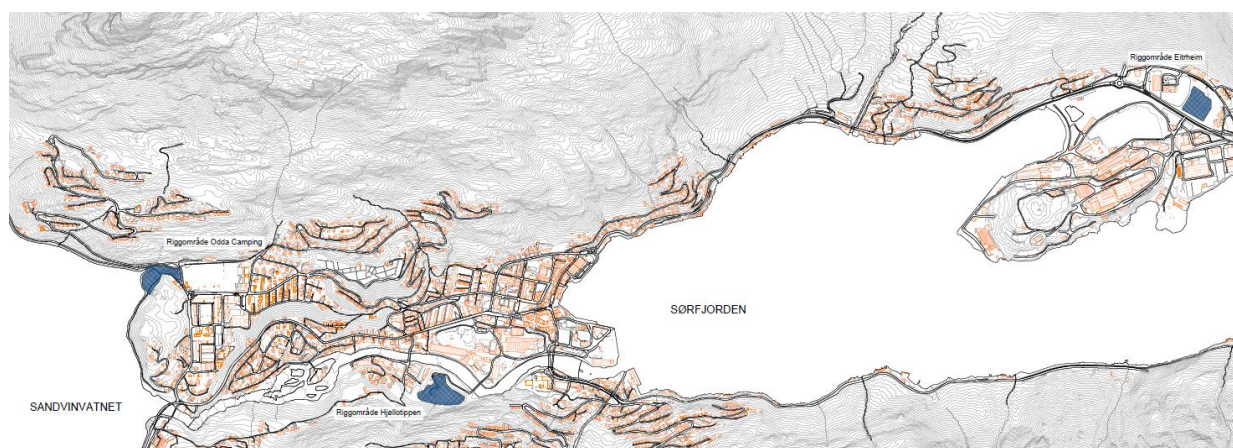 Riggområde Eitrheim
Riggområde Odda Camping
SØRFJORDEN
SANDVINVATNET
Riggområde Hjøllotippen